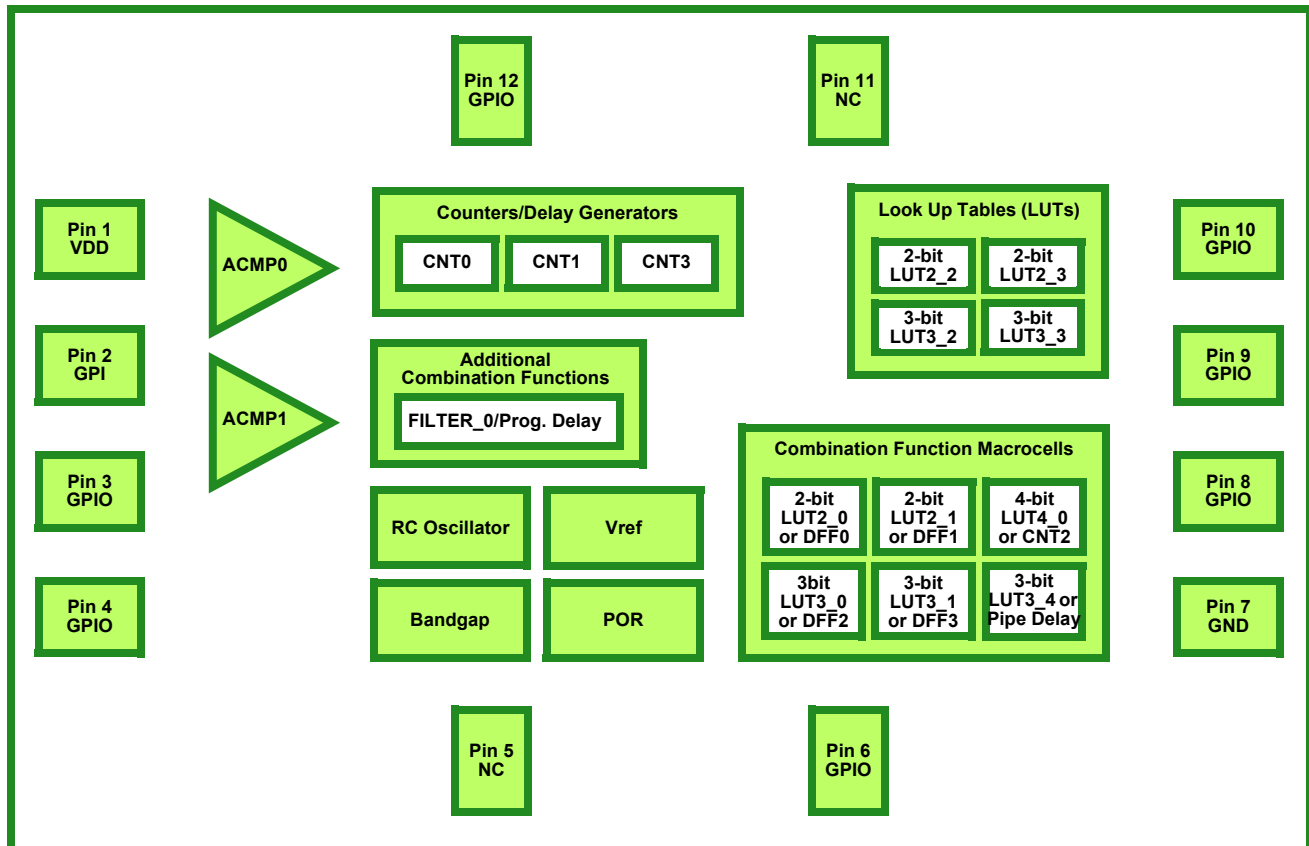 Pin 12
GPIO
Pin 11
NC
Pin 1
VDD
Pin 2
GPI
Pin 3
GPIO
Pin 4
GPIO
ACMP0
ACMP1
Counters/Delay Generators
CNT0
CNT1
CNT3
Additional
Combination Functions
FILTER_0/Prog. Delay
RC Oscillator
Vref
Bandgap
POR
Look Up Tables (LUTs)
2-bit
LUT2_2
2-bit
LUT2_3
3-bit
LUT3_2
3-bit
LUT3_3
Combination Function Macrocells
2-bit
LUT2_0
or DFF0
2-bit
LUT2_1
or DFF1
4-bit
LUT4_0
or CNT2
3bit
LUT3_0
or DFF2
3-bit
LUT3_1
or DFF3
3-bit
LUT3_4 or
Pipe Delay
Pin 10
GPIO
Pin 9
GPIO
Pin 8
GPIO
Pin 7
GND
Pin 5
NC
Pin 6
GPIO